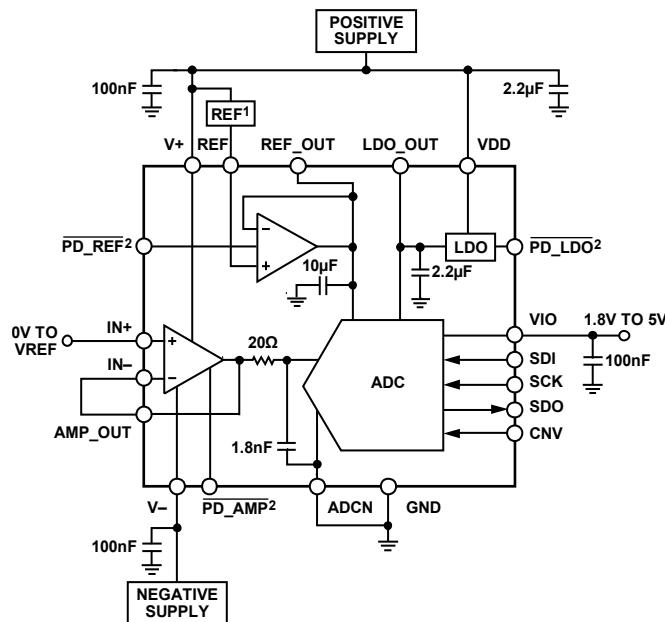 POSITIVE
SUPPLY
100nF
2.2µF
REF¹
V+
REF
REF_OUT
LDO_OUT
VDD
PD_REF²
LDO
PD_LDO²
10µF
2.2µF
0V TO
VREF
IN+
IN–
AMP_OUT
20Ω
ADC
VIO
1.8V TO 5V
SDI
100nF
SCK
SDO
CNV
1.8nF
V–
PD_AMP²
ADCN
GND
100nF
NEGATIVE
SUPPLY